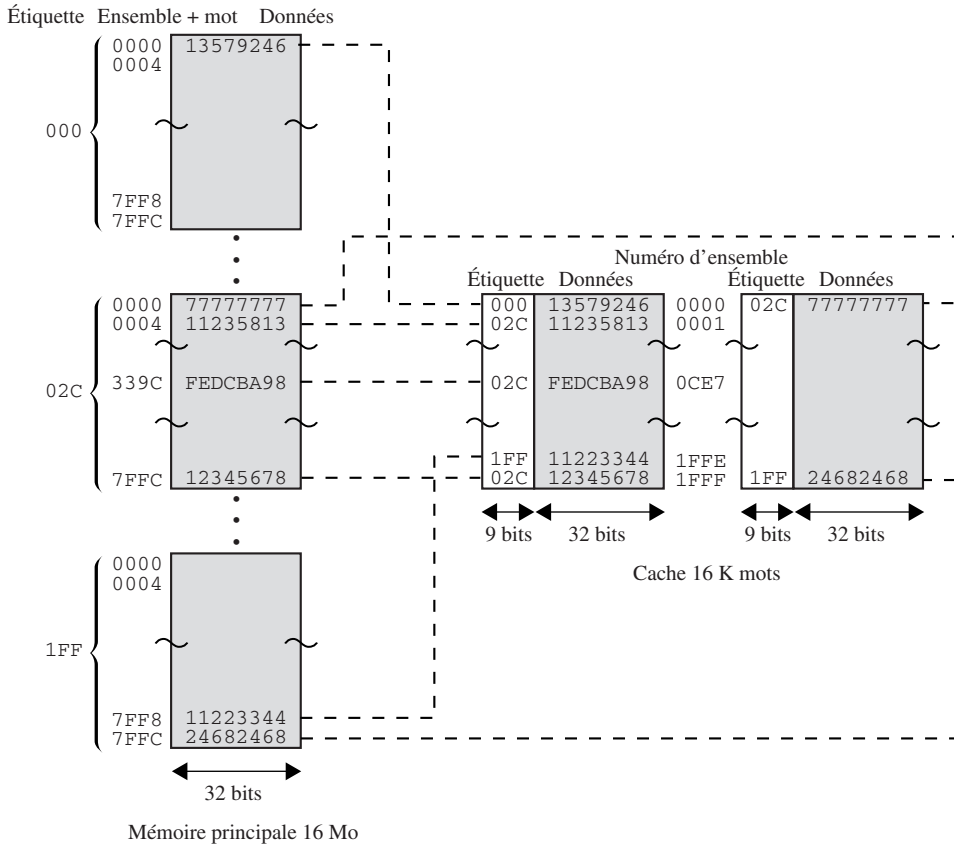 Étiquette Ensemble + mot Données
0000 13579246
0004
000
7FF8
7FFC
Numéro d'ensemble
Étiquette Données Étiquette Données
0000 77777777 000 13579246 0000 02C 77777777
0004 11235813 02C 11235813 0001
02C 339C FEDCBA98 02C FEDCBA98 0CE7
1FF 11223344 1FFE
7FFC 12345678 02C 12345678 1FFF 1FF 24682468
9 bits 32 bits 9 bits 32 bits
Cache 16 K mots
0000
0004
1FF
7FF8 11223344
7FFC 24682468
32 bits
Mémoire principale 16 Mo